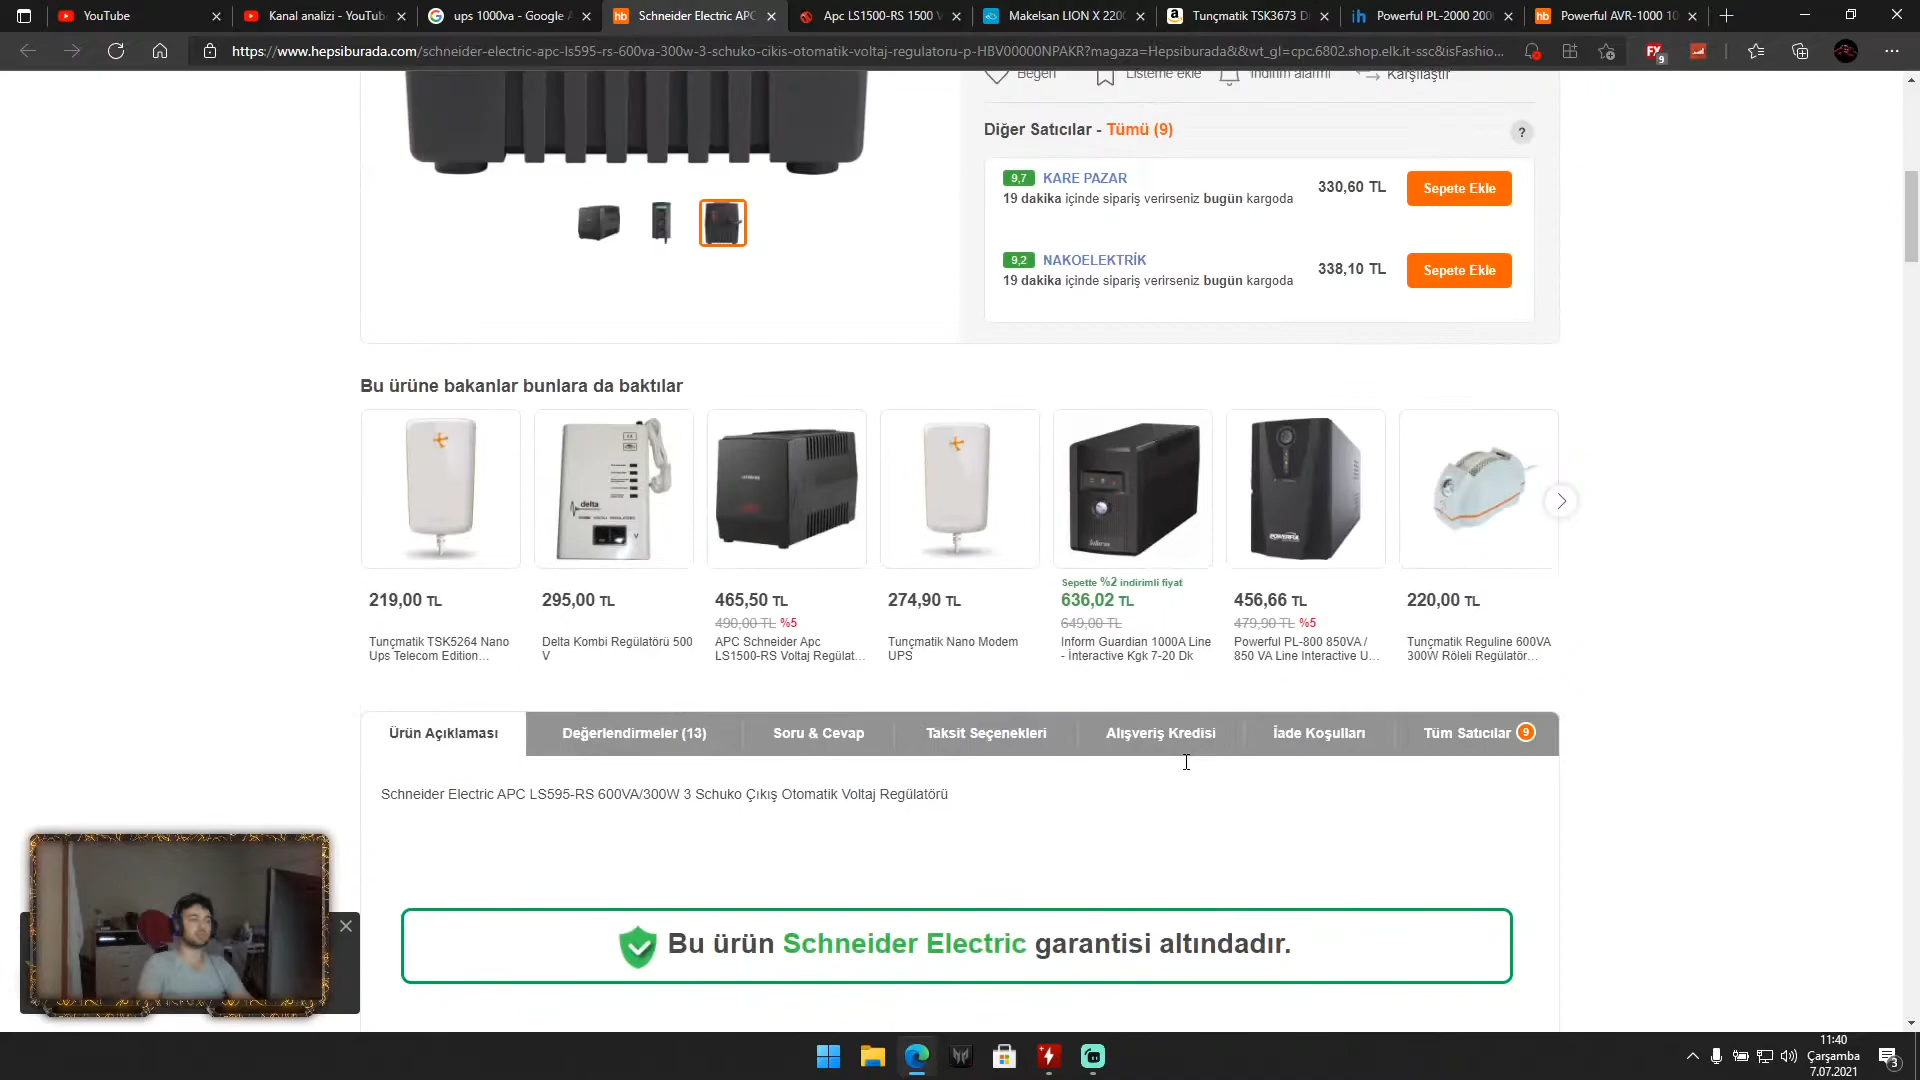 YouTube
Kanal analizi - YouTub
ups 1000va - Google A
Schneider Electric APC
Apc LS1500-RS 1500 V
Makelsan LION X 2200
Tunçmatik TSK3673 D
Powerful PL-2000 200
Powerful AVR-1000 10
https://www.hepsiburada.com/schneider-electric-apc-ls595-rs-600va-300w-3-schuko-cikis-otomatik-voltaj-regulatoru-p-HBV00000NPAKR?magaza=Hepsiburada&&wt_gl=cpc.6802.shop.elk.it-ssc&isFashio...
9
Beğen
Listeme ekle
İndirim alarmı
Karşılaştır
Diğer Satıcılar - Tümü (9)
?
9,7 KARE PAZAR
19 dakika içinde sipariş verirseniz bugün kargoda
330,60 TL
Sepete Ekle
9,2 NAKOELEKTRİK
19 dakika içinde sipariş verirseniz bugün kargoda
338,10 TL
Sepete Ekle
Bu ürüne bakanlar bunlara da baktılar
delta
POWERFUL
219,00 TL
Tunçmatik TSK5264 Nano
Ups Telecom Edition...
295,00 TL
Delta Kombi Regülatörü 500
V
465,50 TL
490,00 TL %5
APC Schneider Apc
LS1500-RS Voltaj Regülat...
274,90 TL
Tunçmatik Nano Modem
UPS
Sepette %2 indirimli fiyat
636,02 TL
649,00 TL
Inform Guardian 1000A Line
- İnteractive Kgk 7-20 Dk
456,66 TL
479,90 TL %5
Powerful PL-800 850VA /
850 VA Line Interactive U...
220,00 TL
Tunçmatik Reguline 600VA
300W Röleli Regülatör...
Ürün Açıklaması
Değerlendirmeler (13)
Soru & Cevap
Taksit Seçenekleri
Alışveriş Kredisi
İade Koşulları
Tüm Satıcılar 9
Schneider Electric APC LS595-RS 600VA/300W 3 Schuko Çıkış Otomatik Voltaj Regülatörü
Bu ürün Schneider Electric garantisi altındadır.
11:40
Çarşamba
7.07.2021
3